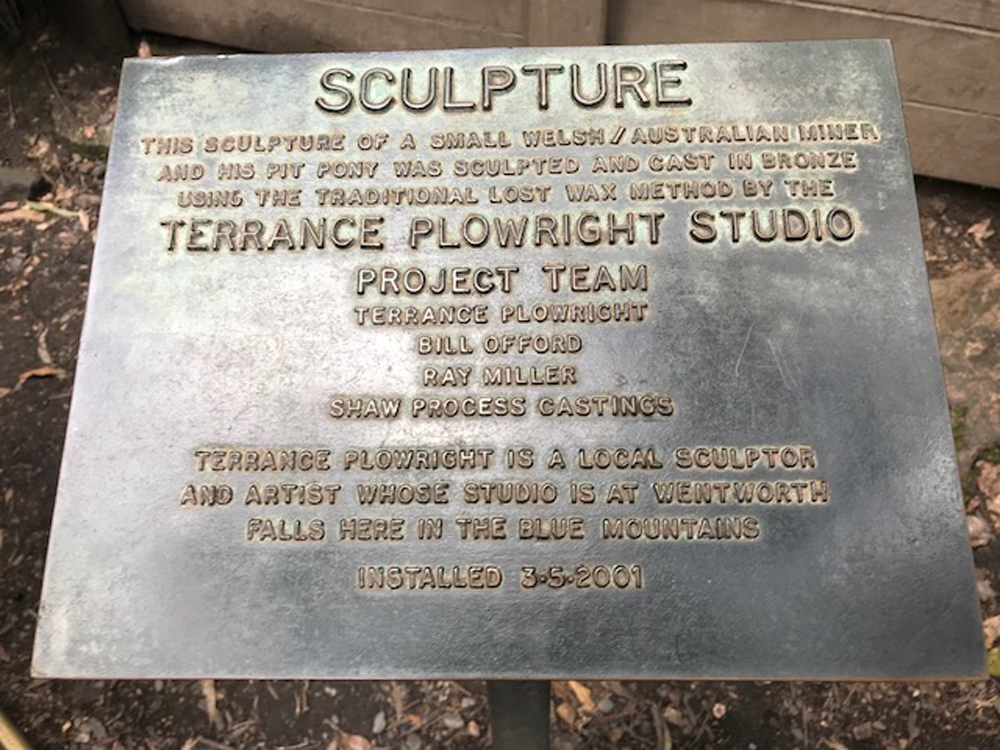 SCULPTURE
THIS SCULPTURE OF A SMALL WELSH/AUSTRALIAN MINER
AND HIS PIT PONY WAS SCULPTED AND CAST IN BRONZE
USING THE TRADITIONAL LOST WAX METHOD BY THE
TERRANCE PLOWRIGHT STUDIO
PROJECT TEAM
TERRANCE PLOWRIGHT
BILL OFFORD
RAY MILLER
SHAW PROCESS CASTINGS
TERRANCE PLOWRIGHT IS A LOCAL SCULPTOR
AND ARTIST WHOSE STUDIO IS AT WENTWORTH
FALLS HERE IN THE BLUE MOUNTAINS
INSTALLED 3·5·2001